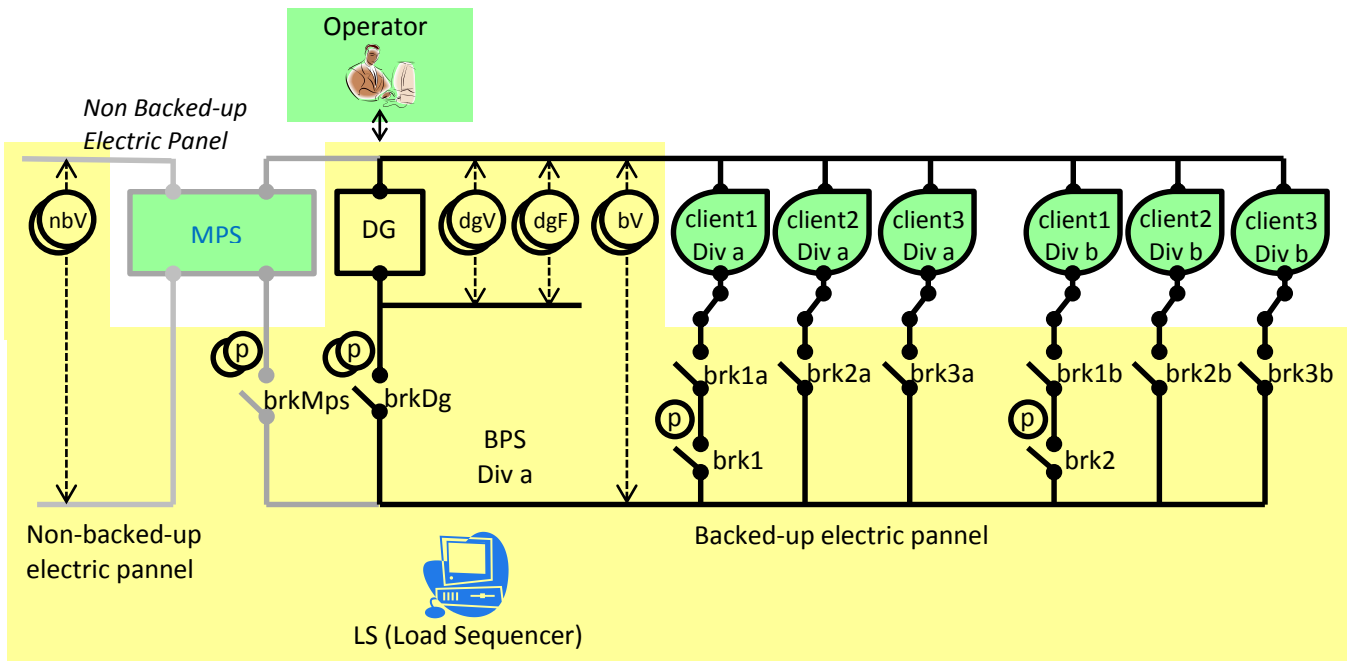 Operator
Non Backed-up
Electric Panel
nbV
MPS
DG
dgV
dgF
bV
client1
Div a
client2
Div a
client3
Div a
client1
Div b
client2
Div b
client3
Div b
p
p
brkMps
brkDg
brk1a
brk2a
brk3a
brk1b
brk2b
brk3b
p
p
BPS
Div a
brk1
brk2
Non-backed-up
electric pannel
Backed-up electric pannel
LS (Load Sequencer)